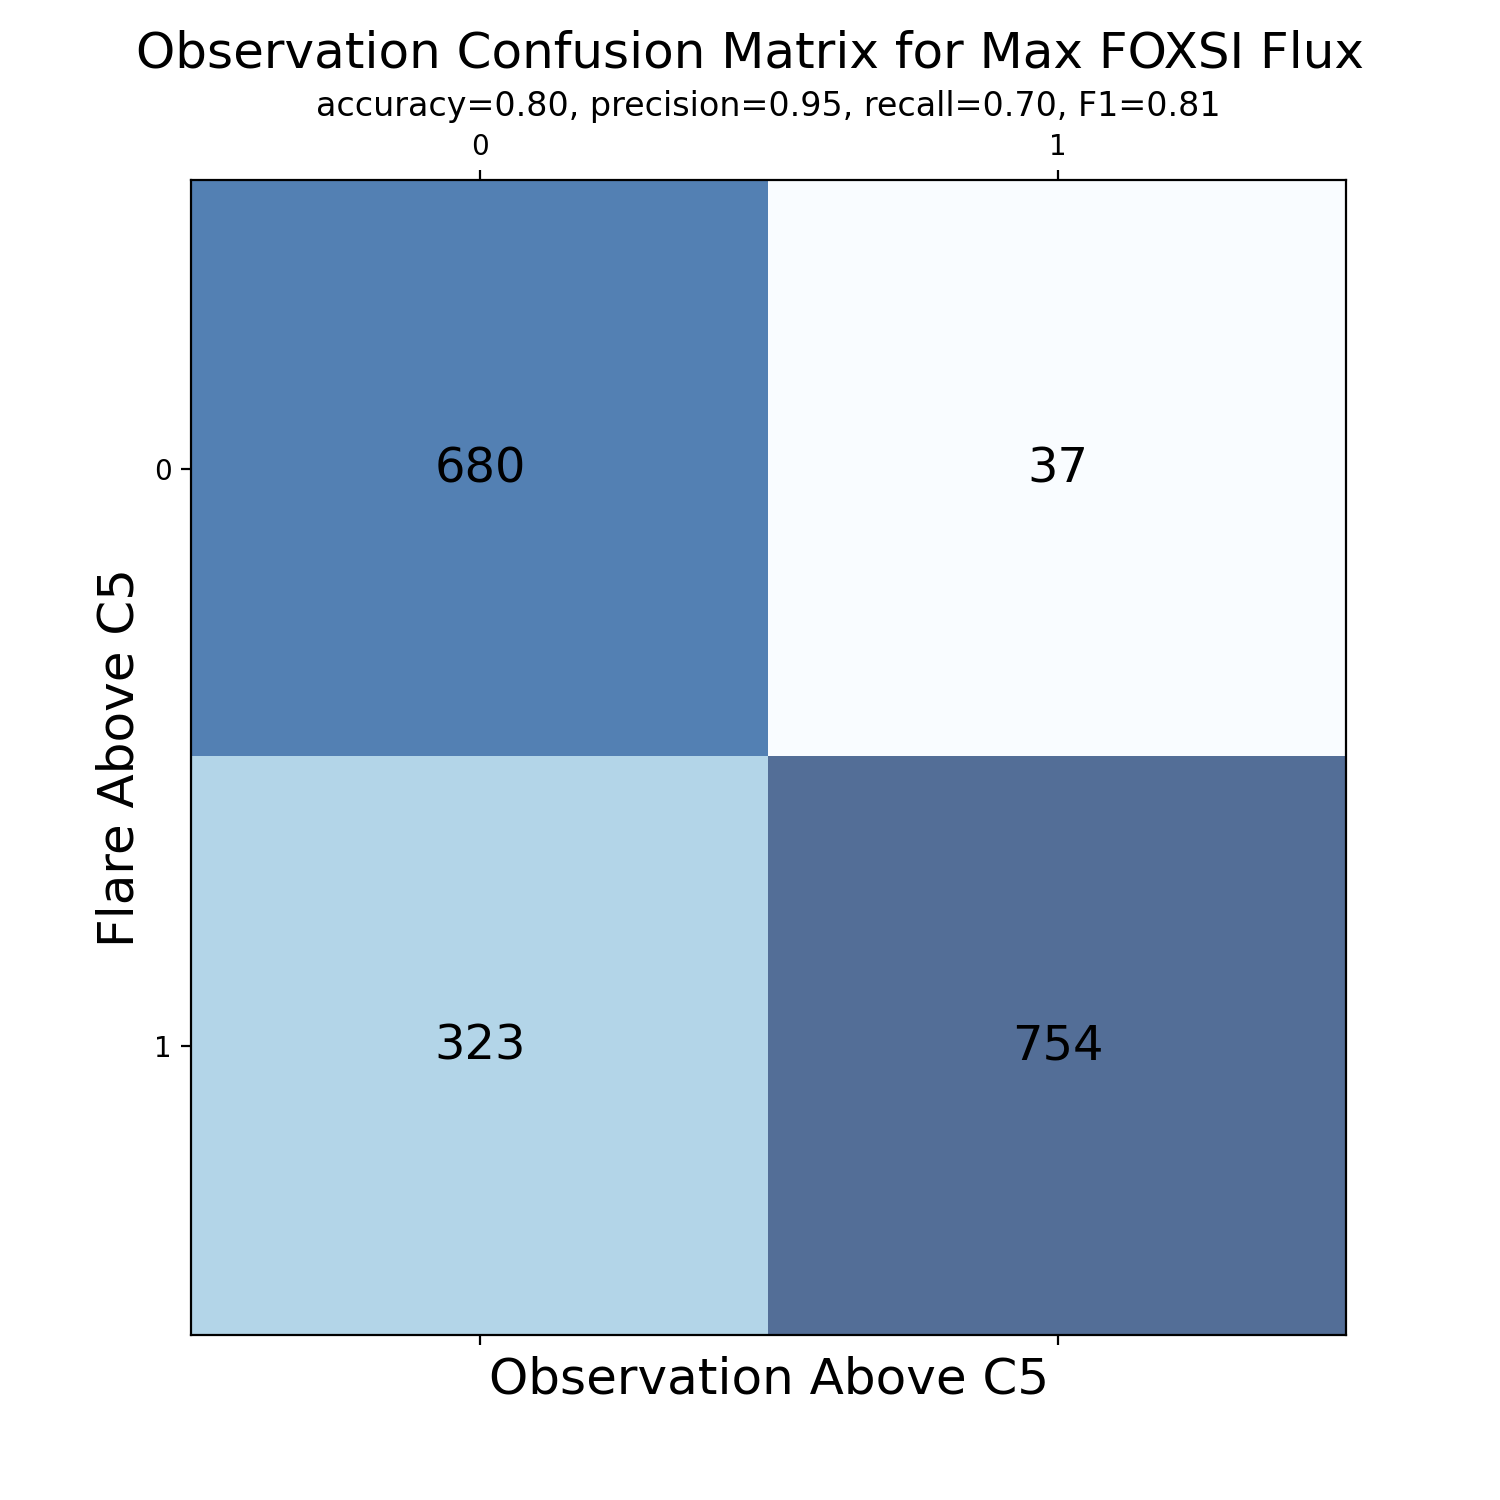 Observation Confusion Matrix for Max FOXSI Flux
accuracy=0.80, precision=0.95, recall=0.70, F1=0.81
0 1
0
680 37
Flare Above C5
1
323 754
Observation Above C5